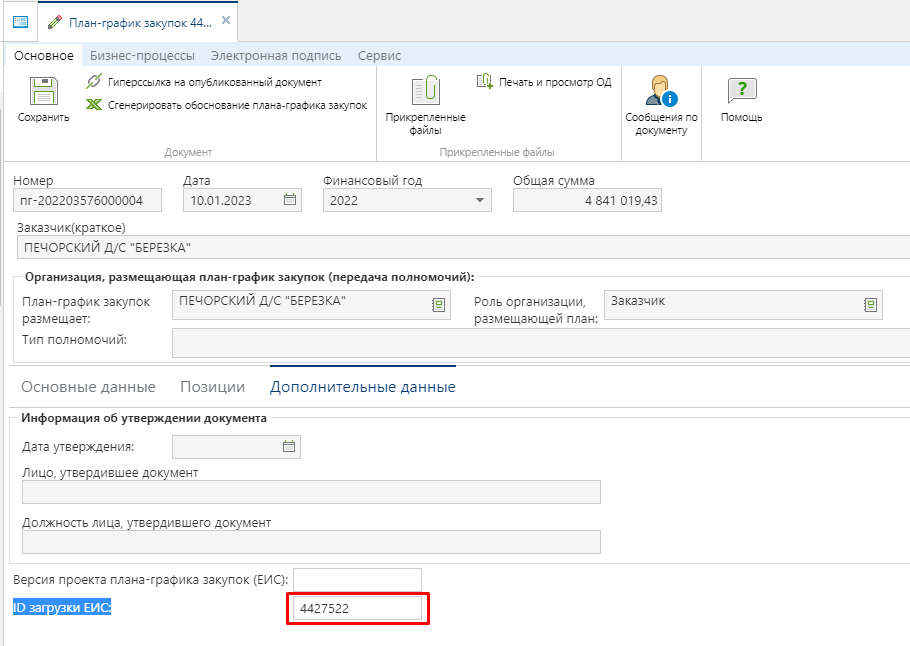 План-график закупок 44...
Основное Бизнес-процессы Электронная подпись Сервис
Сохранить
Гиперссылка на опубликованный документ
Сгенерировать обоснование плана-графика закупок
Документ
Прикрепленные файлы
Печать и просмотр ОД
Прикрепленные файлы
Сообщения по документу
Помощь
Номер Дата Финансовый год Общая сумма
пг-202203576000004 10.01.2023 2022 4 841 019,43
Заказчик(краткое)
ПЕЧОРСКИЙ Д/С "БЕРЕЗКА"
Организация, размещающая план-график закупок (передача полномочий):
План-график закупок размещает: ПЕЧОРСКИЙ Д/С "БЕРЕЗКА" Роль организации, размещающей план: Заказчик
Тип полномочий:
Основные данные Позиции Дополнительные данные
Информация об утверждении документа
Дата утверждения:
Лицо, утвердившее документ
Должность лица, утвердившего документ
Версия проекта плана-графика закупок (ЕИС):
ID загрузки ЕИС: 4427522